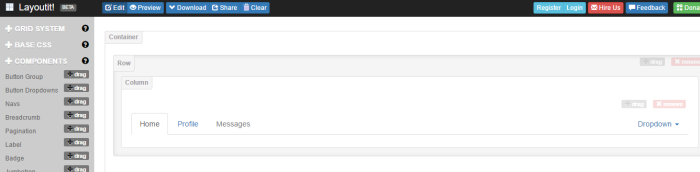 Layoutit! BETA Edit Preview Download Share Clear Register Login Hire Us Feedback Dona
GRID SYSTEM
BASE CSS
COMPONENTS
Button Group drag
Button Dropdowns drag
Navs drag
Breadcrumb drag
Pagination drag
Label drag
Badge drag
Jumbotron
Container
Row drag remove
Column
drag remove
Home Profile Messages Dropdown